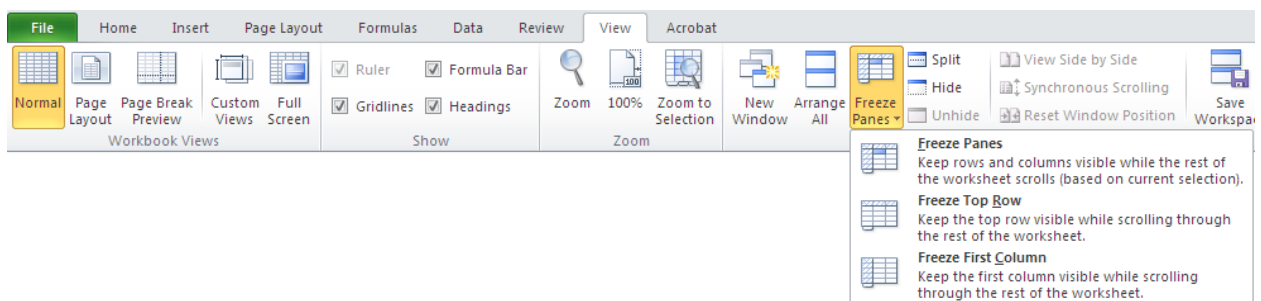 File Home Insert Page Layout Formulas Data Review View Acrobat
Normal
Page Layout
Page Break Preview
Custom Views
Full Screen
Workbook Views
Ruler
Formula Bar
Gridlines
Headings
Show
Zoom
100
100%
Zoom to Selection
Zoom
New Window
Arrange All
Freeze Panes
Split
Hide
Unhide
View Side by Side
Synchronous Scrolling
Reset Window Position
Save
Workspa
Freeze Panes
Keep rows and columns visible while the rest of
the worksheet scrolls (based on current selection).
Freeze Top Row
Keep the top row visible while scrolling through
the rest of the worksheet.
Freeze First Column
Keep the first column visible while scrolling
through the rest of the worksheet.